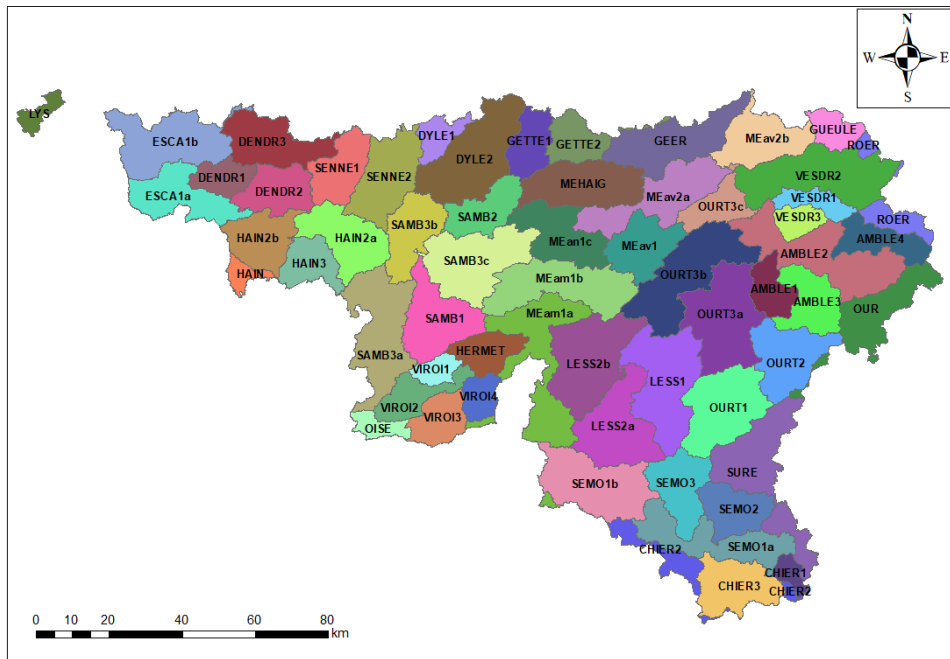 N
W E
S
LYS
ESCA1b
DENDR3
DYLE1
GETTE1
GETTE2
GEER
MEav2b
GUEULE
ROER
DENDR1
DENDR2
SENNE1
SENNE2
DYLE2
MEHAIG
MEav2a
VESDR2
ESCA1a
VESDR1
OURT3c
VESDR3
ROER
HAIN2b
HAIN2a
SAMB3b
SAMB2
MEan1c
MEav1
AMBLE2
AMBLE4
HAIN
HAIN3
SAMB3c
MEam1b
OURT3b
AMBLE1
AMBLE3
OUR
SAMB1
MEam1a
OURT3a
SAMB3a
HERMET
VIROI1
LESS2b
LESS1
OURT2
VIROI2
VIROI4
VIROI3
OISE
LESS2a
OURT1
SEMO1b
SEMO3
SURE
SEMO2
CHIER2
SEMO1a
CHIER1
CHIER3
CHIER2
0 10 20 40 60 80
km